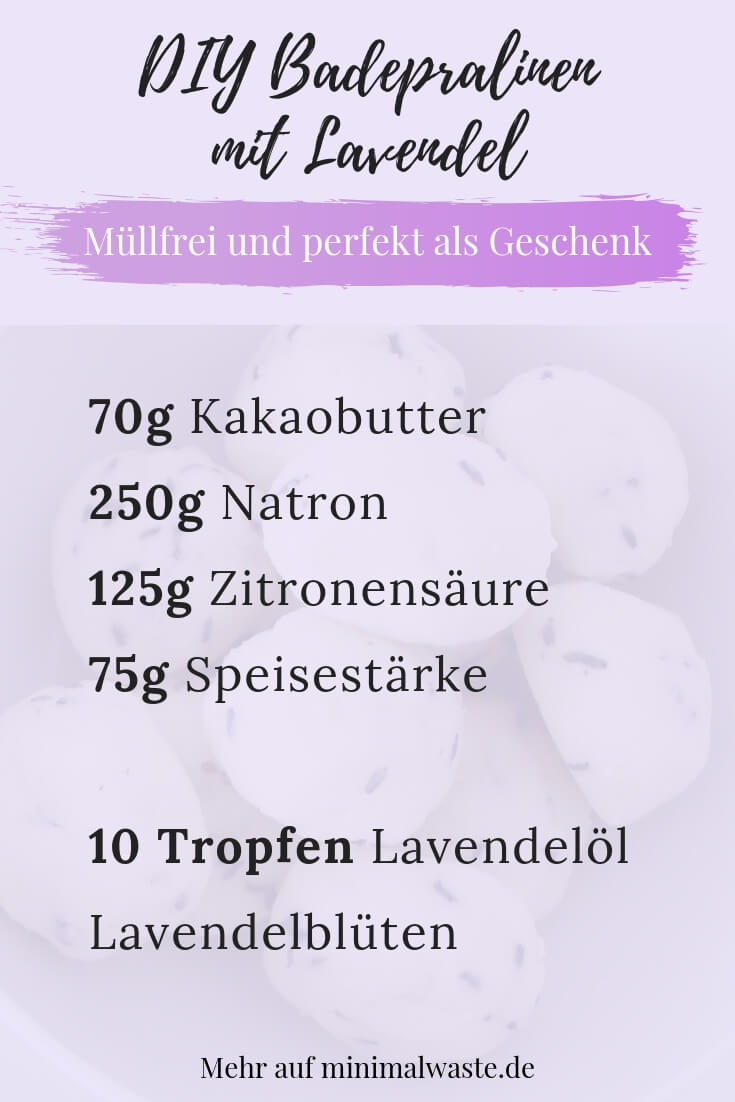 DIY Badepralinen
mit Lavendel
Müllfrei und perfekt als Geschenk
70g Kakaobutter
250g Natron
125g Zitronensäure
75g Speisestärke
10 Tropfen Lavendelöl
Lavendelblüten
Mehr auf minimalwaste.de